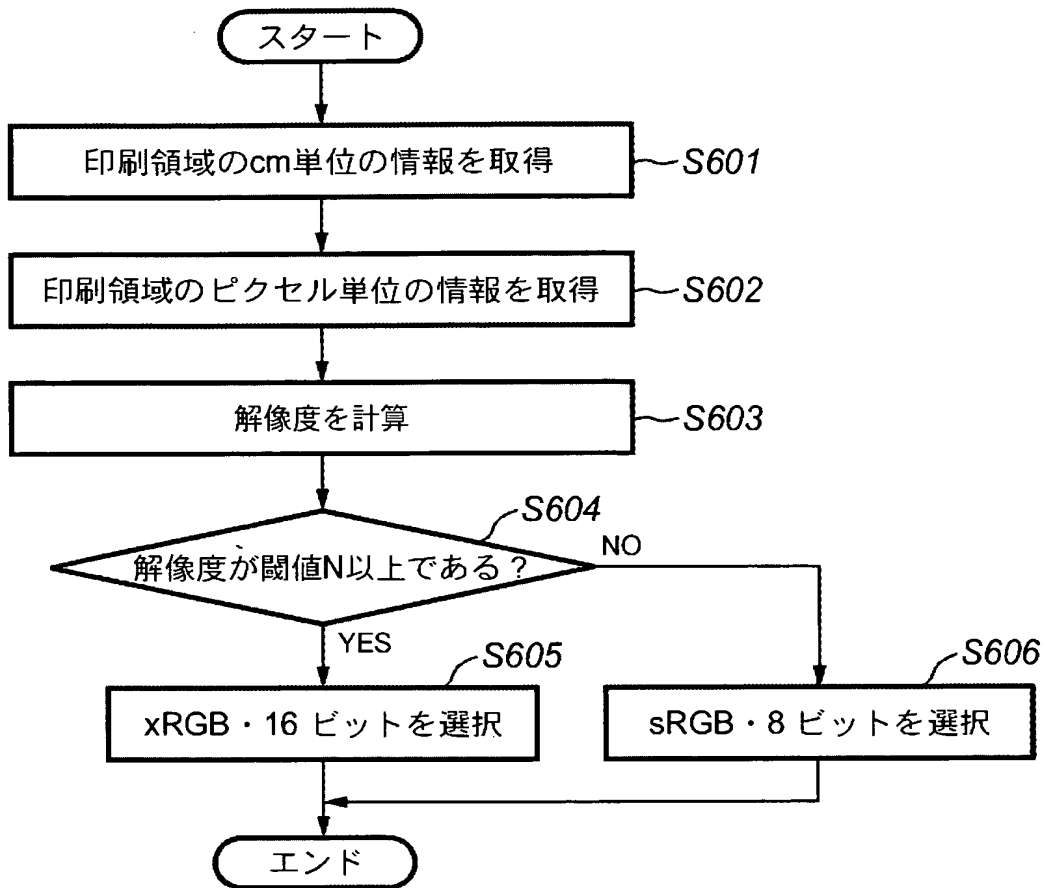 スタート
印刷領域のcm単位の情報を取得
S601
印刷領域のピクセル単位の情報を取得
S602
解像度を計算
S603
S604
解像度が閾値N以上である?
NO
YES
S605
xRGB・16 ビットを選択
S606
sRGB・8 ビットを選択
エンド